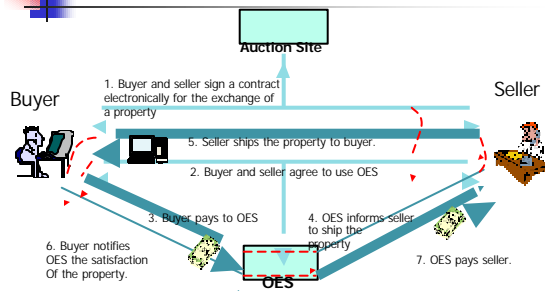 Auction Site
Buyer
Seller
1. Buyer and seller sign a contract
electronically for the exchange of
a property
5. Seller ships the property to buyer.
2. Buyer and seller agree to use OES
3. Buyer pays to OES
4. OES informs seller
to ship the
property
6. Buyer notifies
OES the satisfaction
Of the property.
7. OES pays seller.
OES